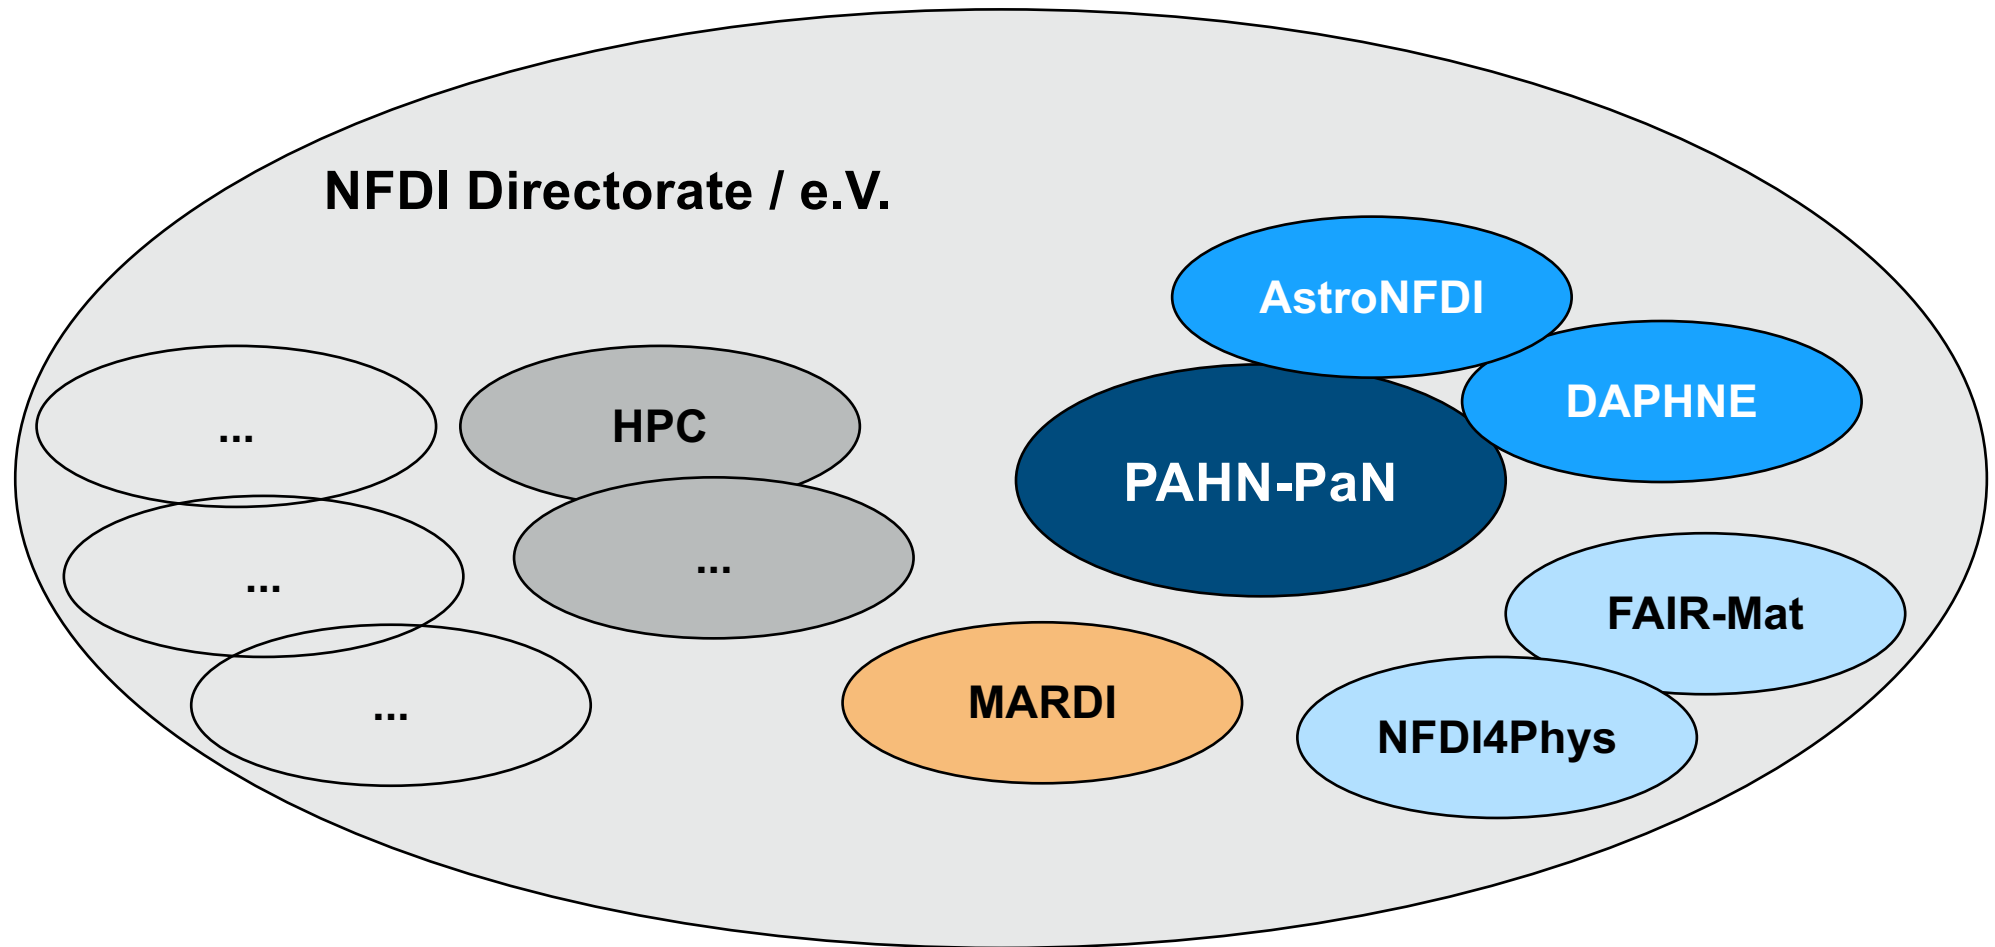 NFDI Directorate / e.V.
AstroNFDI
DAPHNE
...
HPC
PAHN-PaN
...
...
FAIR-Mat
...
MARDI
NFDI4Phys